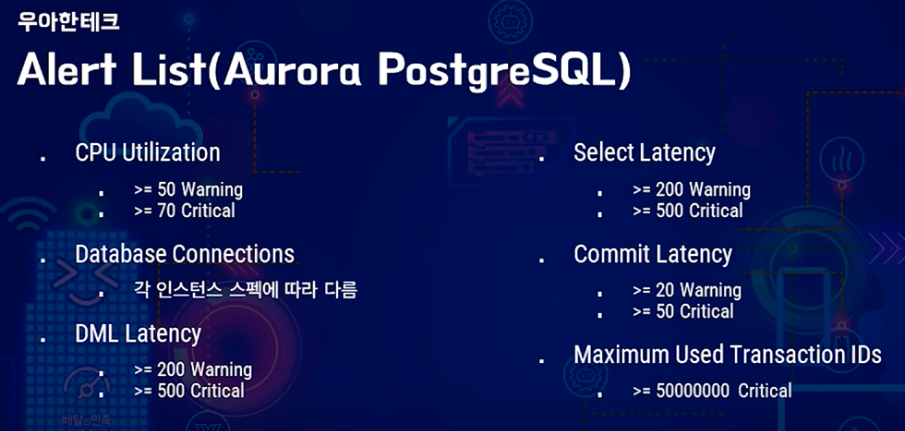 우아한테크
Alert List(Aurora PostgreSQL)
. CPU Utilization
. >= 50 Warning
. >= 70 Critical
. Database Connections
. 각 인스턴스 스펙에 따라 다름
. DML Latency
. >= 200 Warning
. >= 500 Critical
. Select Latency
. >= 200 Warning
. >= 500 Critical
. Commit Latency
. >= 20 Warning
. >= 50 Critical
. Maximum Used Transaction IDs
. >= 50000000 Critical
배달의민족